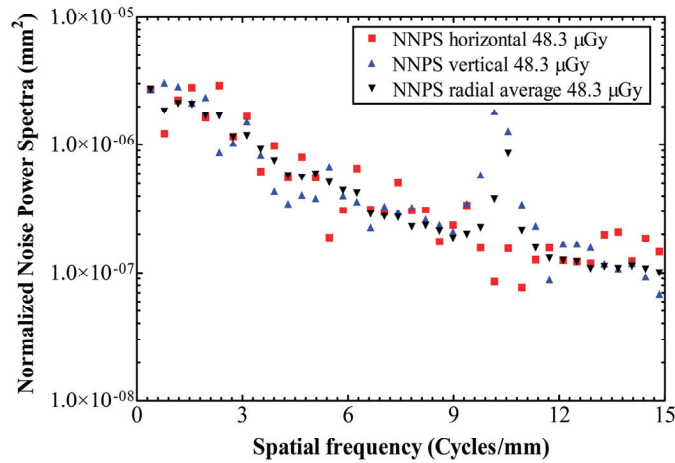 1.0×10⁻⁰⁵
NNPS horizontal 48.3 µGy
NNPS vertical 48.3 µGy
NNPS radial average 48.3 µGy
1.0×10⁻⁰⁶
1.0×10⁻⁰⁷
1.0×10⁻⁰⁸
Normalized Noise Power Spectra (mm²)
0 3 6 9 12 15
Spatial frequency (Cycles/mm)